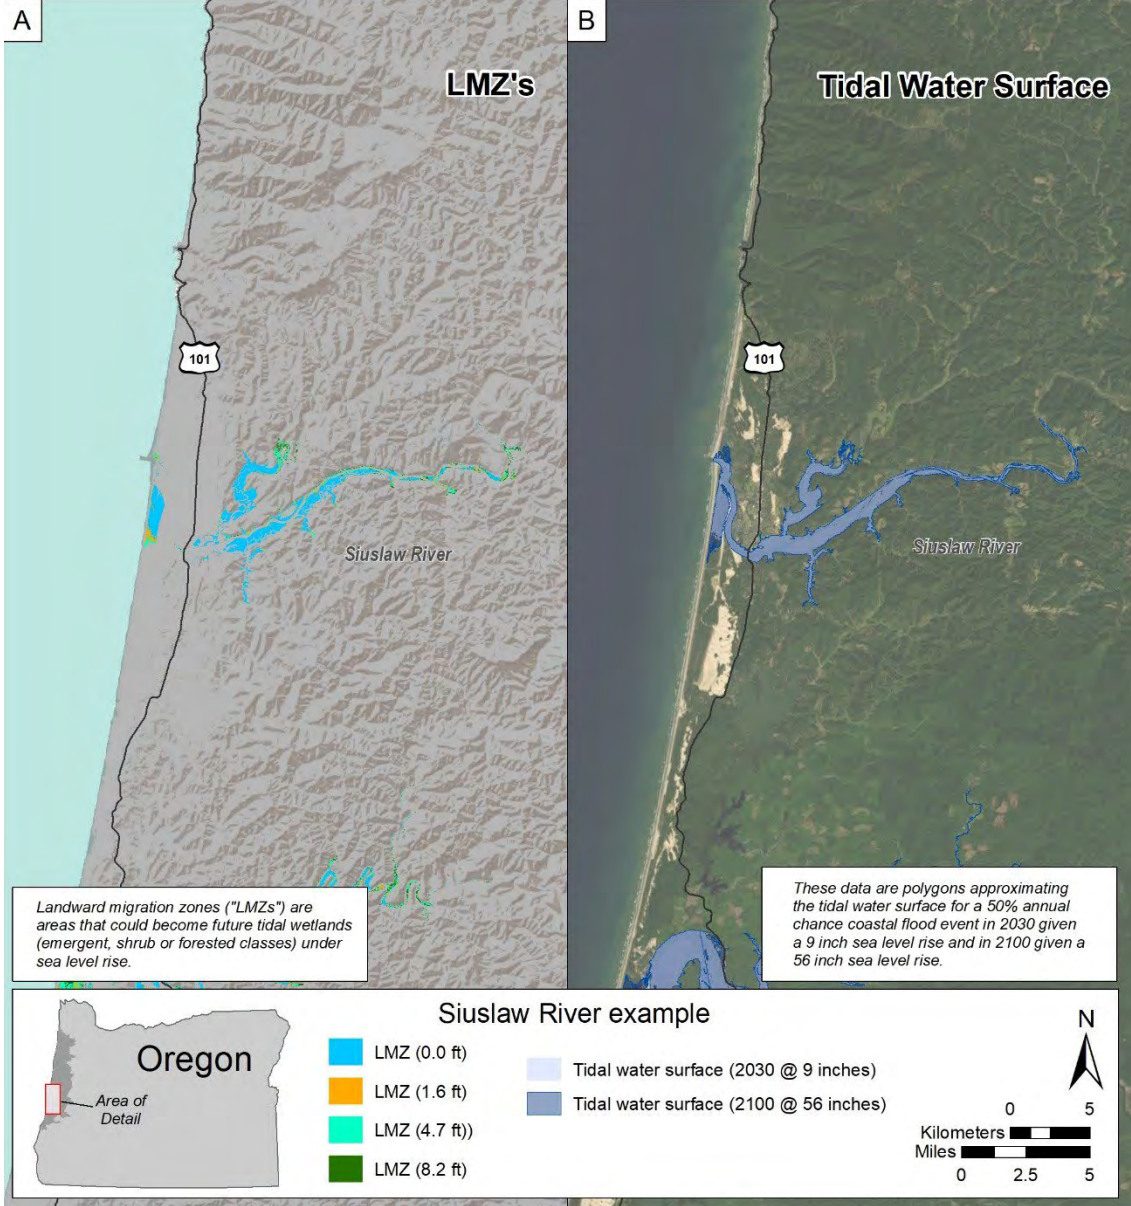 A
LMZ's
101
Siuslaw River
Landward migration zones ("LMZs") are
areas that could become future tidal wetlands
(emergent, shrub or forested classes) under
sea level rise.
B
Tidal Water Surface
101
Siuslaw River
These data are polygons approximating
the tidal water surface for a 50% annual
chance coastal flood event in 2030 given
a 9 inch sea level rise and in 2100 given a
56 inch sea level rise.
Siuslaw River example
Oregon
Area of
Detail
LMZ (0.0 ft)
LMZ (1.6 ft)
LMZ (4.7 ft))
LMZ (8.2 ft)
Tidal water surface (2030 @ 9 inches)
Tidal water surface (2100 @ 56 inches)
N
0 5
Kilometers
Miles
0 2.5 5